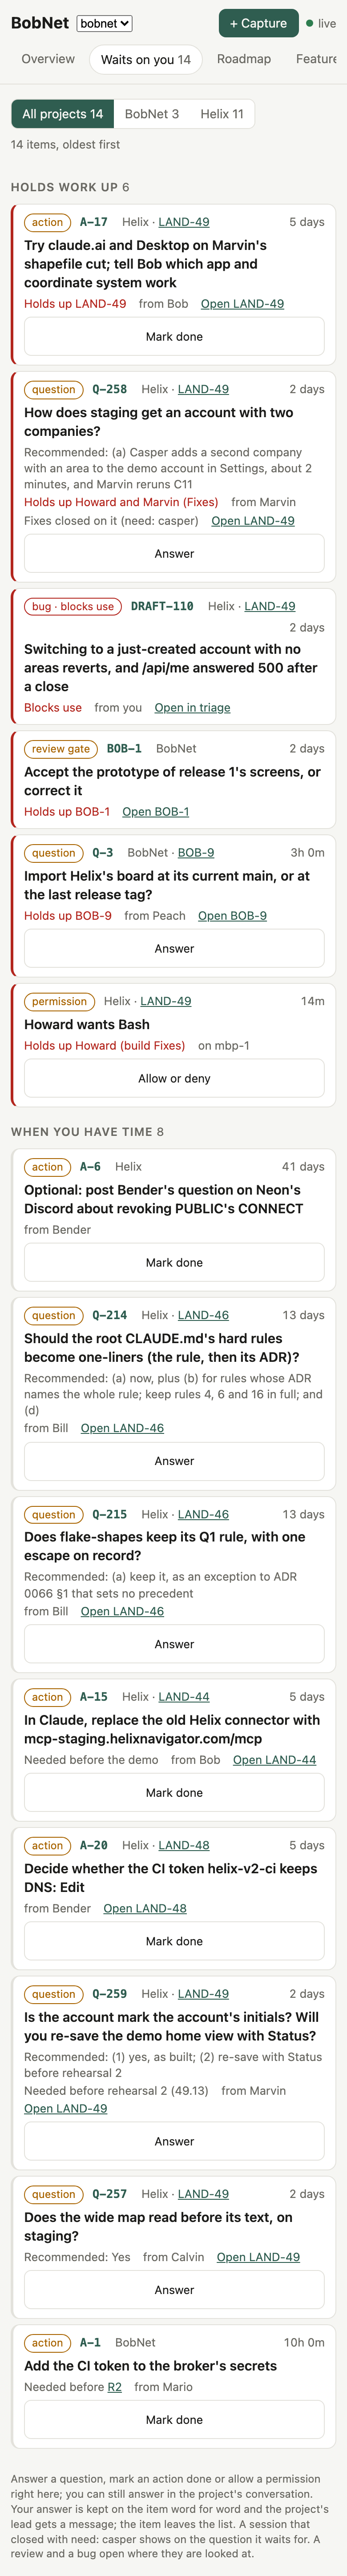 BobNet bobnet + Capture live
Overview Waits on you 14 Roadmap Feature
All projects 14 BobNet 3 Helix 11
14 items, oldest first
HOLDS WORK UP 6
action A-17 Helix · LAND-49 5 days
Try claude.ai and Desktop on Marvin's
shapefile cut; tell Bob which app and
coordinate system work
Holds up LAND-49 from Bob Open LAND-49
Mark done
question Q-258 Helix · LAND-49 2 days
How does staging get an account with two
companies?
Recommended: (a) Casper adds a second company
with an area to the demo account in Settings, about 2
minutes, and Marvin reruns C11
Holds up Howard and Marvin (Fixes) from Marvin
Fixes closed on it (need: casper) Open LAND-49
Answer
bug · blocks use DRAFT-110 Helix · LAND-49
2 days
Switching to a just-created account with no
areas reverts, and /api/me answered 500 after
a close
Blocks use from you Open in triage
review gate BOB-1 BobNet 2 days
Accept the prototype of release 1's screens, or
correct it
Holds up BOB-1 Open BOB-1
question Q-3 BobNet · BOB-9 3h 0m
Import Helix's board at its current main, or at
the last release tag?
Holds up BOB-9 from Peach Open BOB-9
Answer
permission Helix · LAND-49 14m
Howard wants Bash
Holds up Howard (build Fixes) on mbp-1
Allow or deny
WHEN YOU HAVE TIME 8
action A-6 Helix 41 days
Optional: post Bender's question on Neon's
Discord about revoking PUBLIC's CONNECT
from Bender
Mark done
question Q-214 Helix · LAND-46 13 days
Should the root CLAUDE.md's hard rules
become one-liners (the rule, then its ADR)?
Recommended: (a) now, plus (b) for rules whose ADR
names the whole rule; keep rules 4, 6 and 16 in full; and
(d)
from Bill Open LAND-46
Answer
question Q-215 Helix · LAND-46 13 days
Does flake-shapes keep its Q1 rule, with one
escape on record?
Recommended: (a) keep it, as an exception to ADR
0066 §1 that sets no precedent
from Bill Open LAND-46
Answer
action A-15 Helix · LAND-44 5 days
In Claude, replace the old Helix connector with
mcp-staging.helixnavigator.com/mcp
Needed before the demo from Bob Open LAND-44
Mark done
action A-20 Helix · LAND-48 5 days
Decide whether the CI token helix-v2-ci keeps
DNS: Edit
from Bender Open LAND-48
Mark done
question Q-259 Helix · LAND-49 2 days
Is the account mark the account's initials? Will
you re-save the demo home view with Status?
Recommended: (1) yes, as built; (2) re-save with Status
before rehearsal 2
Needed before rehearsal 2 (49.13) from Marvin
Open LAND-49
Answer
question Q-257 Helix · LAND-49 2 days
Does the wide map read before its text, on
staging?
Recommended: Yes from Calvin Open LAND-49
Answer
action A-1 BobNet 10h 0m
Add the CI token to the broker's secrets
Needed before R2 from Mario
Mark done
Answer a question, mark an action done or allow a permission
right here; you can still answer in the project's conversation.
Your answer is kept on the item word for word and the project's
lead gets a message; the item leaves the list. A session that
closed with need: casper shows on the question it waits for. A
review and a bug open where they are looked at.